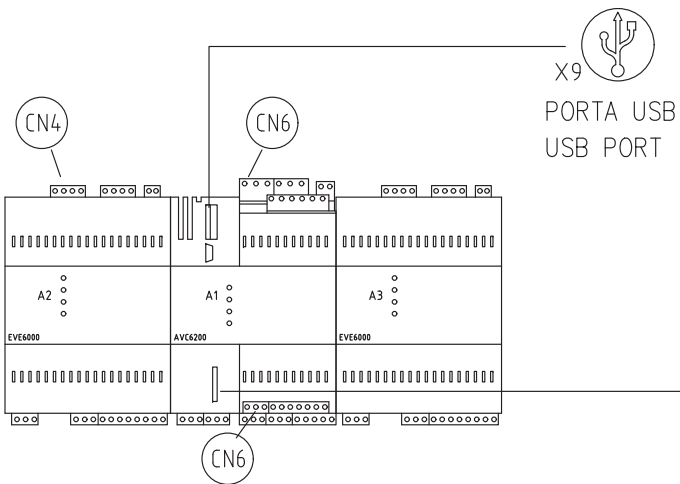 X9
PORTA USB
USB PORT
CN4
CN6
A2
A1
A3
EVE6000
AVC6200
EVE6000
CN6